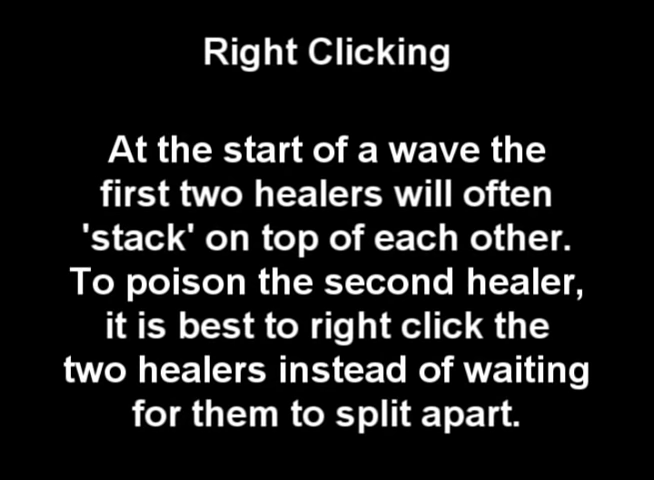 Right Clicking
At the start of a wave the
first two healers will often
'stack' on top of each other.
To poison the second healer,
it is best to right click the
two healers instead of waiting
for them to split apart.